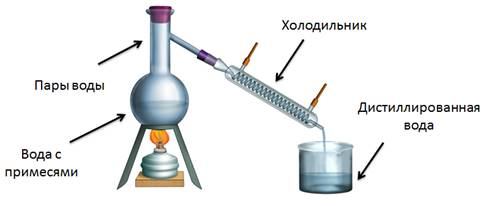 Холодильник
Пары воды
Дистиллированная
вода
Вода с
примесями